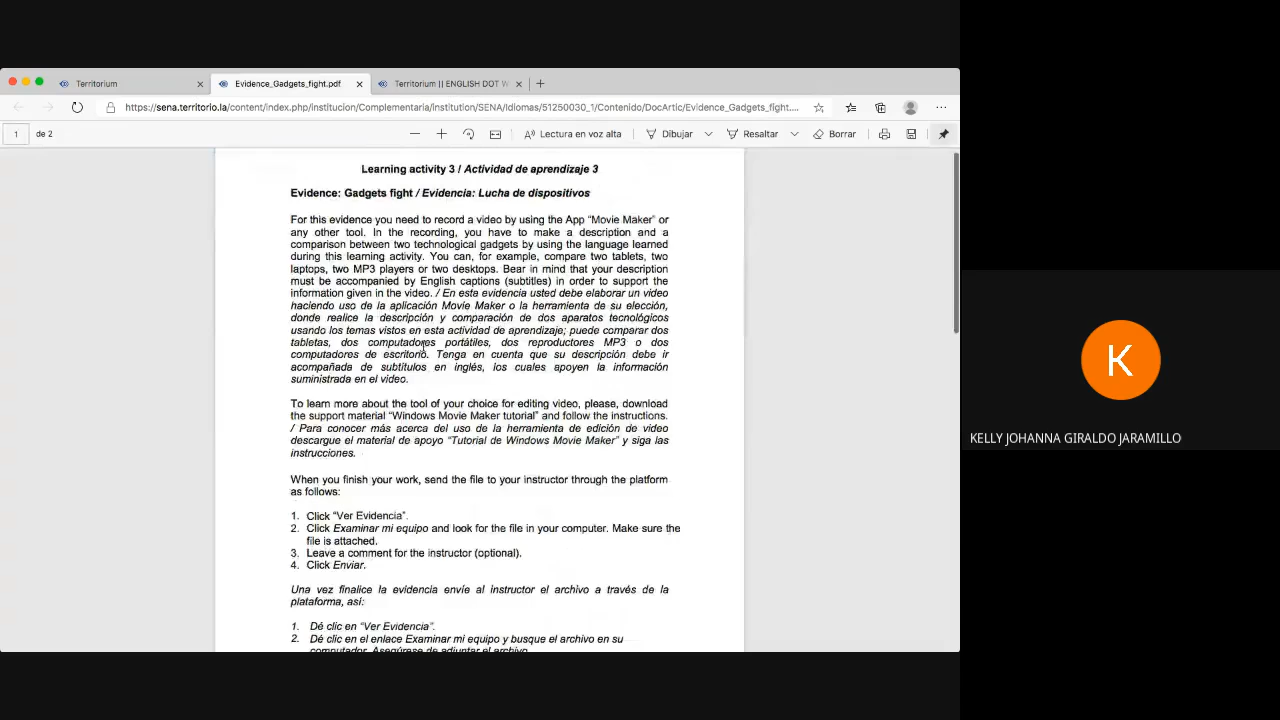 Territorium
Evidence_Gadgets_fight.pdf
Territorium || ENGLISH DOT W
https://sena.territorio.la/content/index.php/institucion/Complementaria/institution/SENA/Idiomas/51250030_1/Contenido/DocArtic/Evidence_Gadgets_fight....
1 de 2
Lectura en voz alta
Dibujar
Resaltar
Borrar
Learning activity 3 / Actividad de aprendizaje 3
Evidence: Gadgets fight / Evidencia: Lucha de dispositivos
For this evidence you need to record a video by using the App “Movie Maker” or
any other tool. In the recording, you have to make a description and a
comparison between two technological gadgets by using the language learned
during this learning activity. You can, for example, compare two tablets, two
laptops, two MP3 players or two desktops. Bear in mind that your description
must be accompanied by English captions (subtitles) in order to support the
information given in the video. / En esta evidencia usted debe elaborar un video
haciendo uso de la aplicación Movie Maker o la herramienta de su elección,
donde realice la descripción y comparación de dos aparatos tecnológicos
usando los temas vistos en esta actividad de aprendizaje; puede comparar dos
tabletas, dos computadores portátiles, dos reproductores MP3 o dos
computadores de escritorio. Tenga en cuenta que su descripción debe ir
acompañada de subtítulos en inglés, los cuales apoyen la información
suministrada en el video.
To learn more about the tool of your choice for editing video, please, download
the support material “Windows Movie Maker tutorial” and follow the instructions.
/ Para conocer más acerca del uso de la herramienta de edición de video
descargue el material de apoyo “Tutorial de Windows Movie Maker” y siga las
instrucciones.
When you finish your work, send the file to your instructor through the platform
as follows:
1. Click “Ver Evidencia”.
2. Click Examinar mi equipo and look for the file in your computer. Make sure the
file is attached.
3. Leave a comment for the instructor (optional).
4. Click Enviar.
Una vez finalice la evidencia envíe al instructor el archivo a través de la
plataforma, así:
1. Dé clic en “Ver Evidencia”.
2. Dé clic en el enlace Examinar mi equipo y busque el archivo en su
computador. Asegúrese de adjuntar el archivo.
K
KELLY JOHANNA GIRALDO JARAMILLO